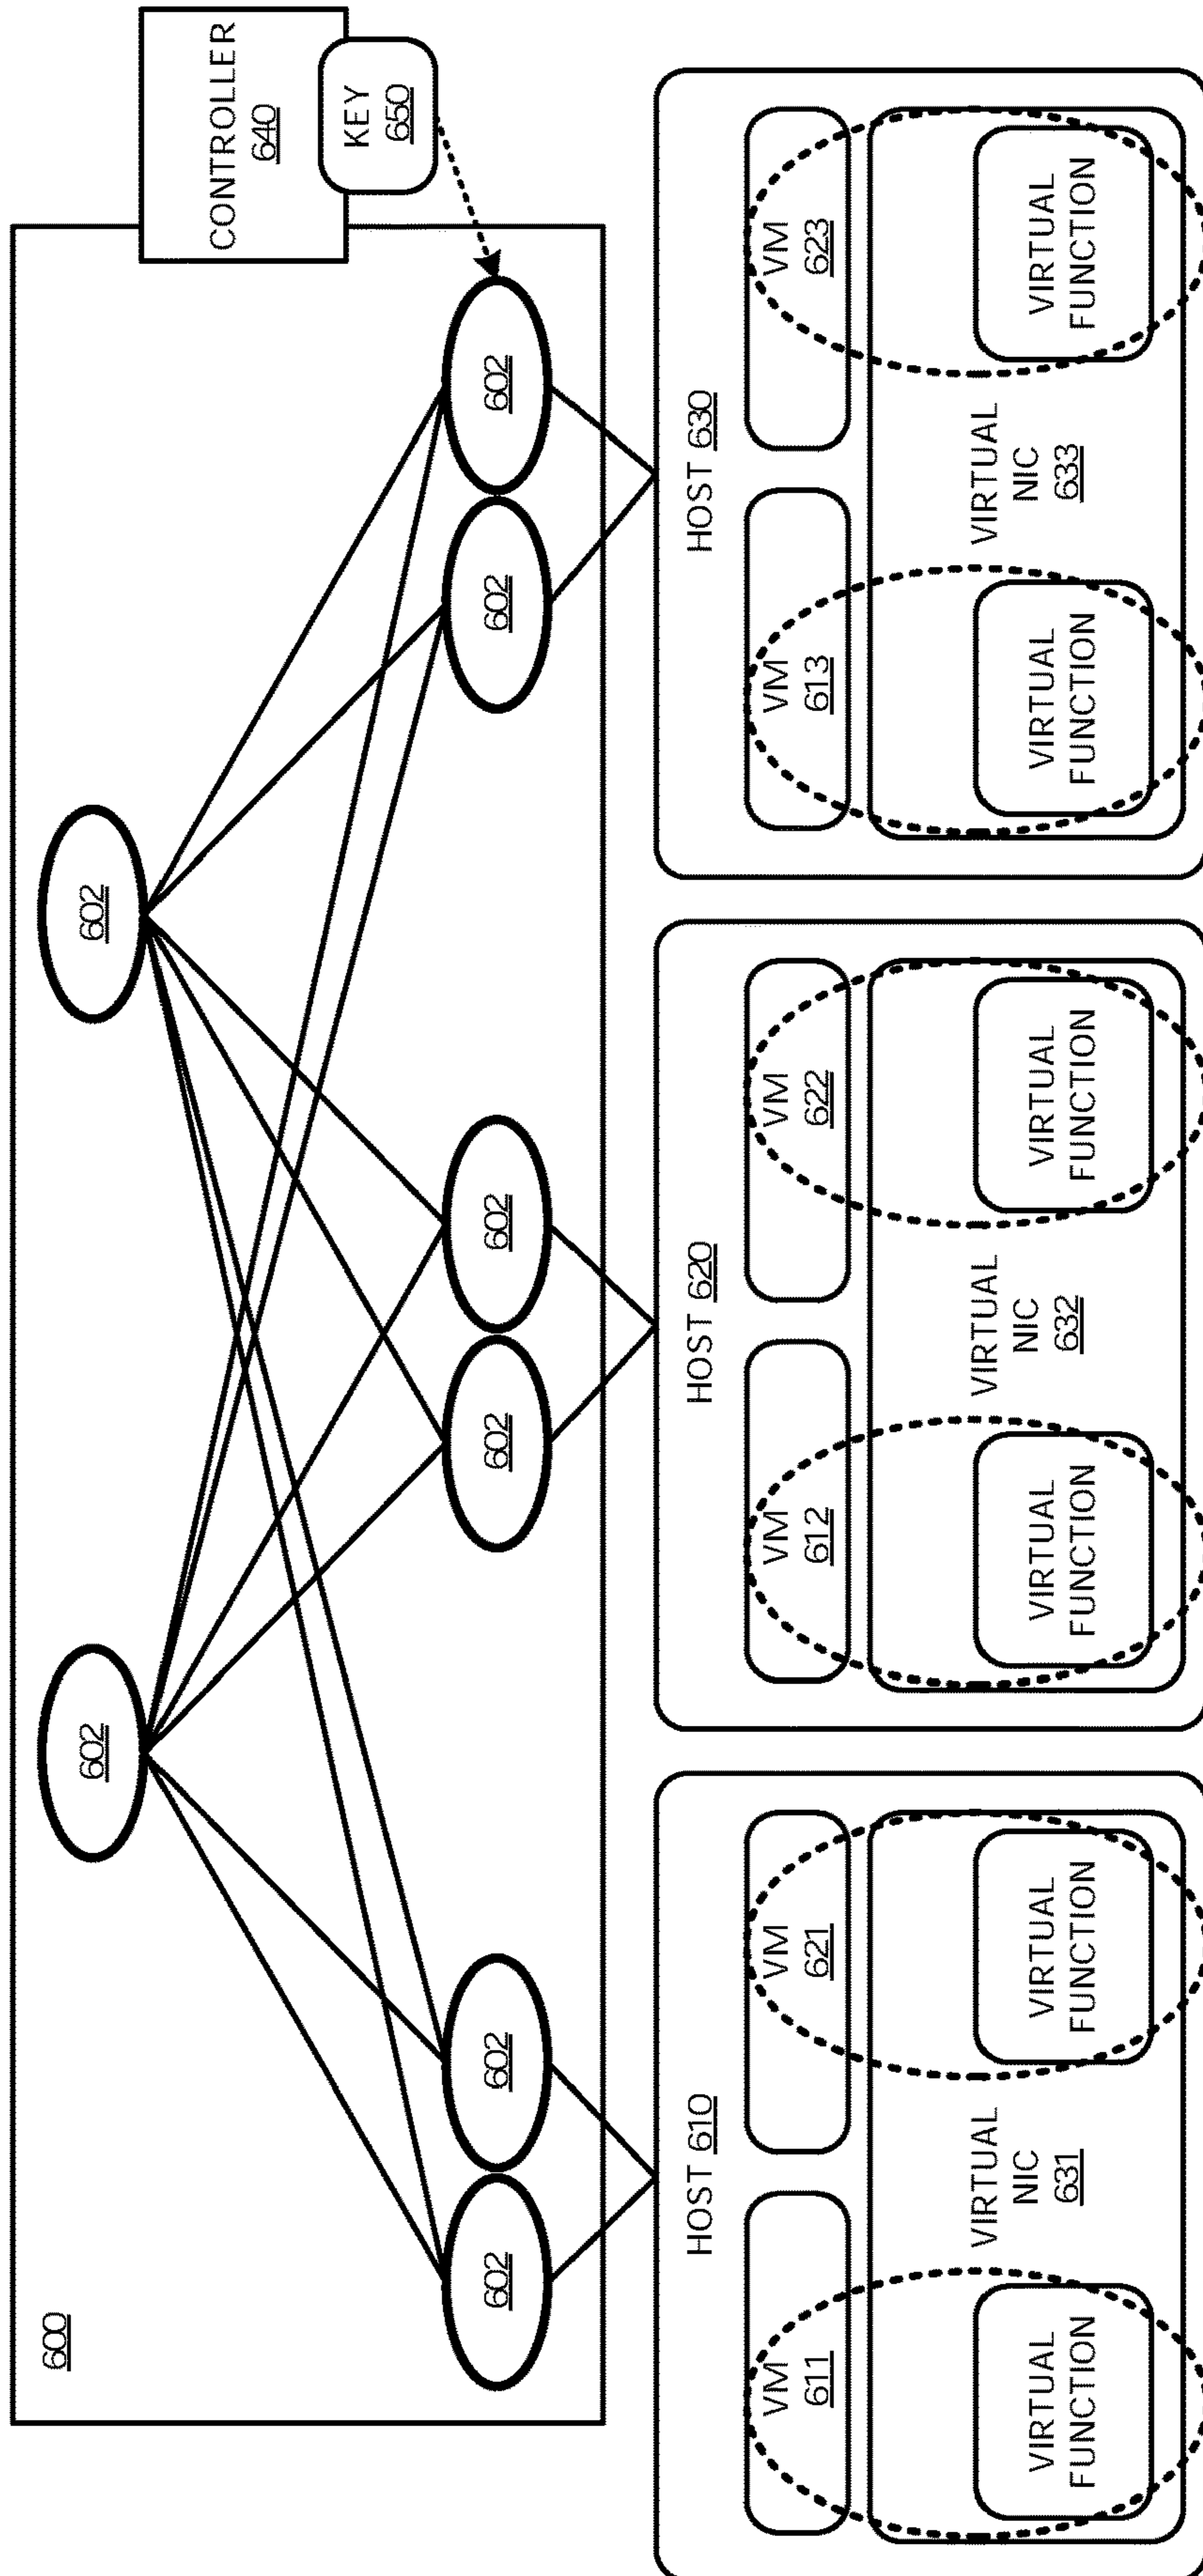 600
CONTROLLER
640
KEY
650
602
602
602
602
602
602
602
602
HOST 610
VM
611
VM
621
VIRTUAL
FUNCTION
VIRTUAL
NIC
631
VIRTUAL
FUNCTION
HOST 620
VM
612
VM
622
VIRTUAL
FUNCTION
VIRTUAL
NIC
632
VIRTUAL
FUNCTION
HOST 630
VM
613
VM
623
VIRTUAL
FUNCTION
VIRTUAL
NIC
633
VIRTUAL
FUNCTION